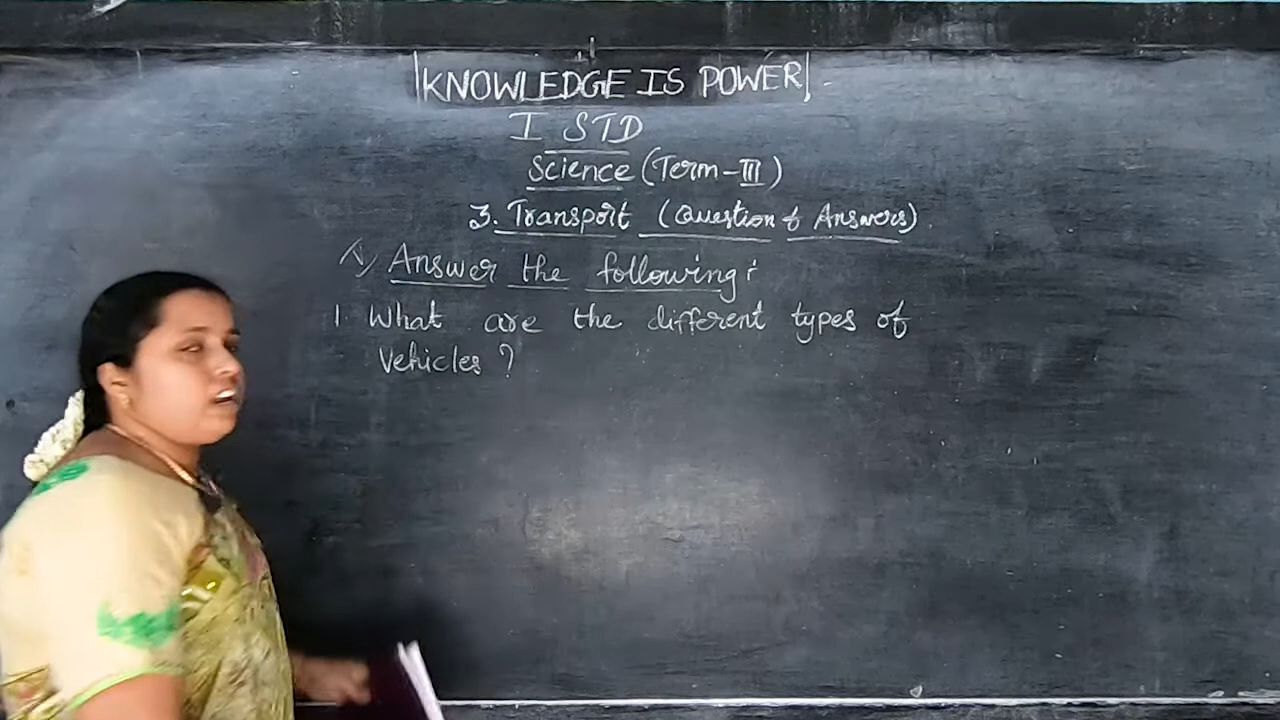 KNOWLEDGE IS POWER
I STD
Science (Term-III)
3. Transport (Question & Answers).
A) Answer the following:
1. What are the different types of
Vehicles?